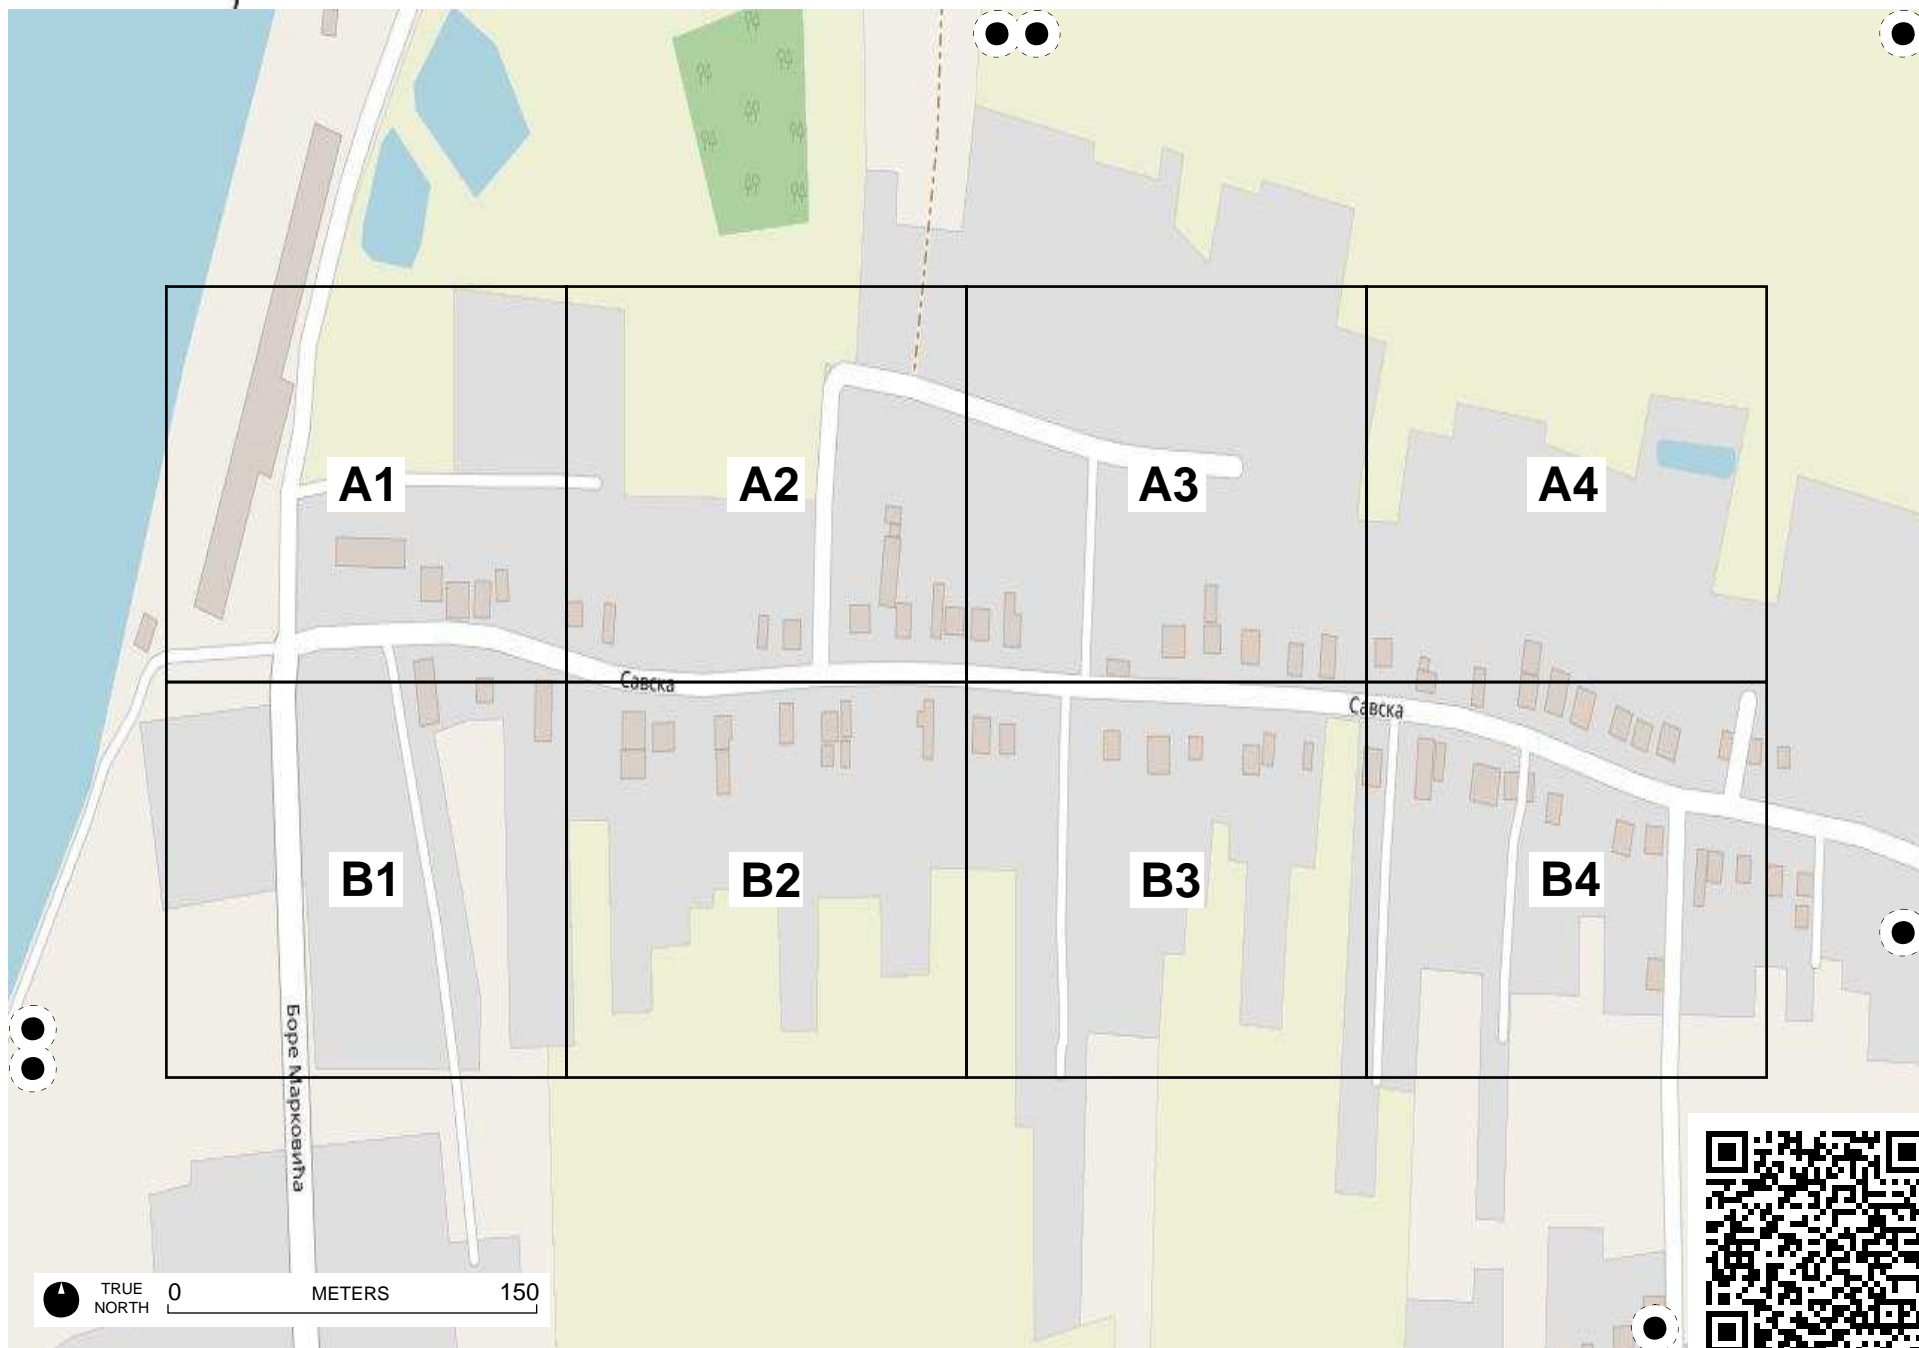 A1
A2
A3
A4
Савска
Савска
B1
B2
B3
B4
Боре Марковића
TRUE
NORTH
0
METERS
150